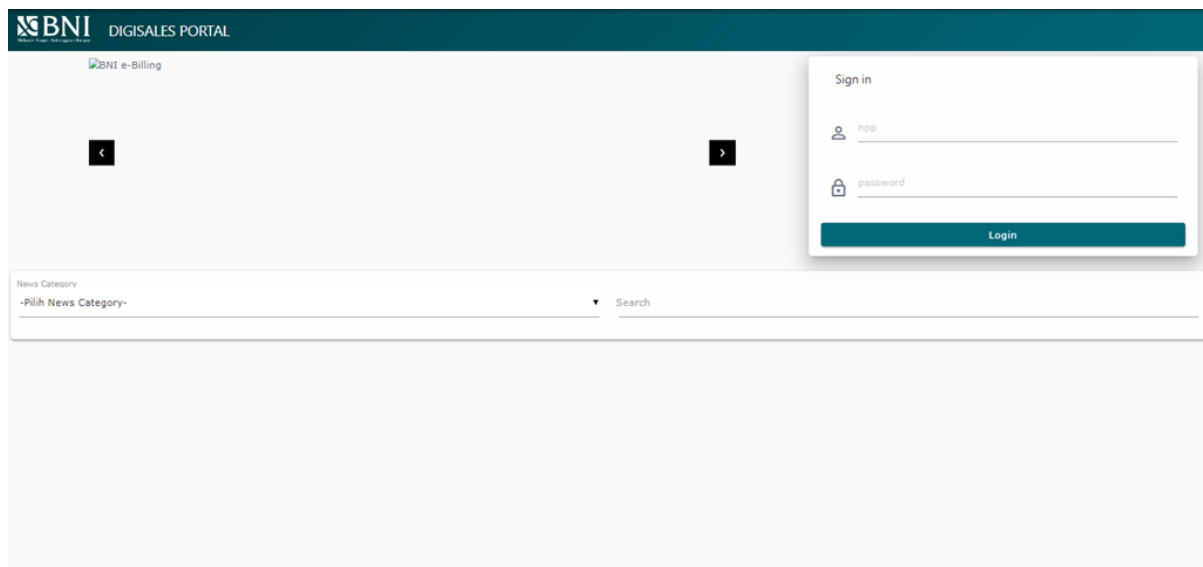 BNI
DIGISALES PORTAL
BNI e-Billing
Sign in
npp
password
Login
News Category
-Pilih News Category-
Search